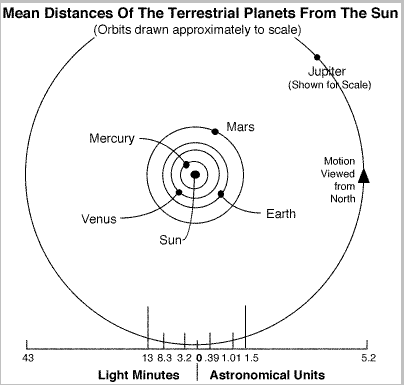 Mean Distances Of The Terrestrial Planets From The Sun
(Orbits drawn approximately to scale)
Jupiter
(Shown for Scale)
Mars
Mercury
Motion
Viewed
from
North
Venus
Earth
Sun
43 13 8.3 3.2 0 .39 1.01 1.5 5.2
Light Minutes Astronomical Units